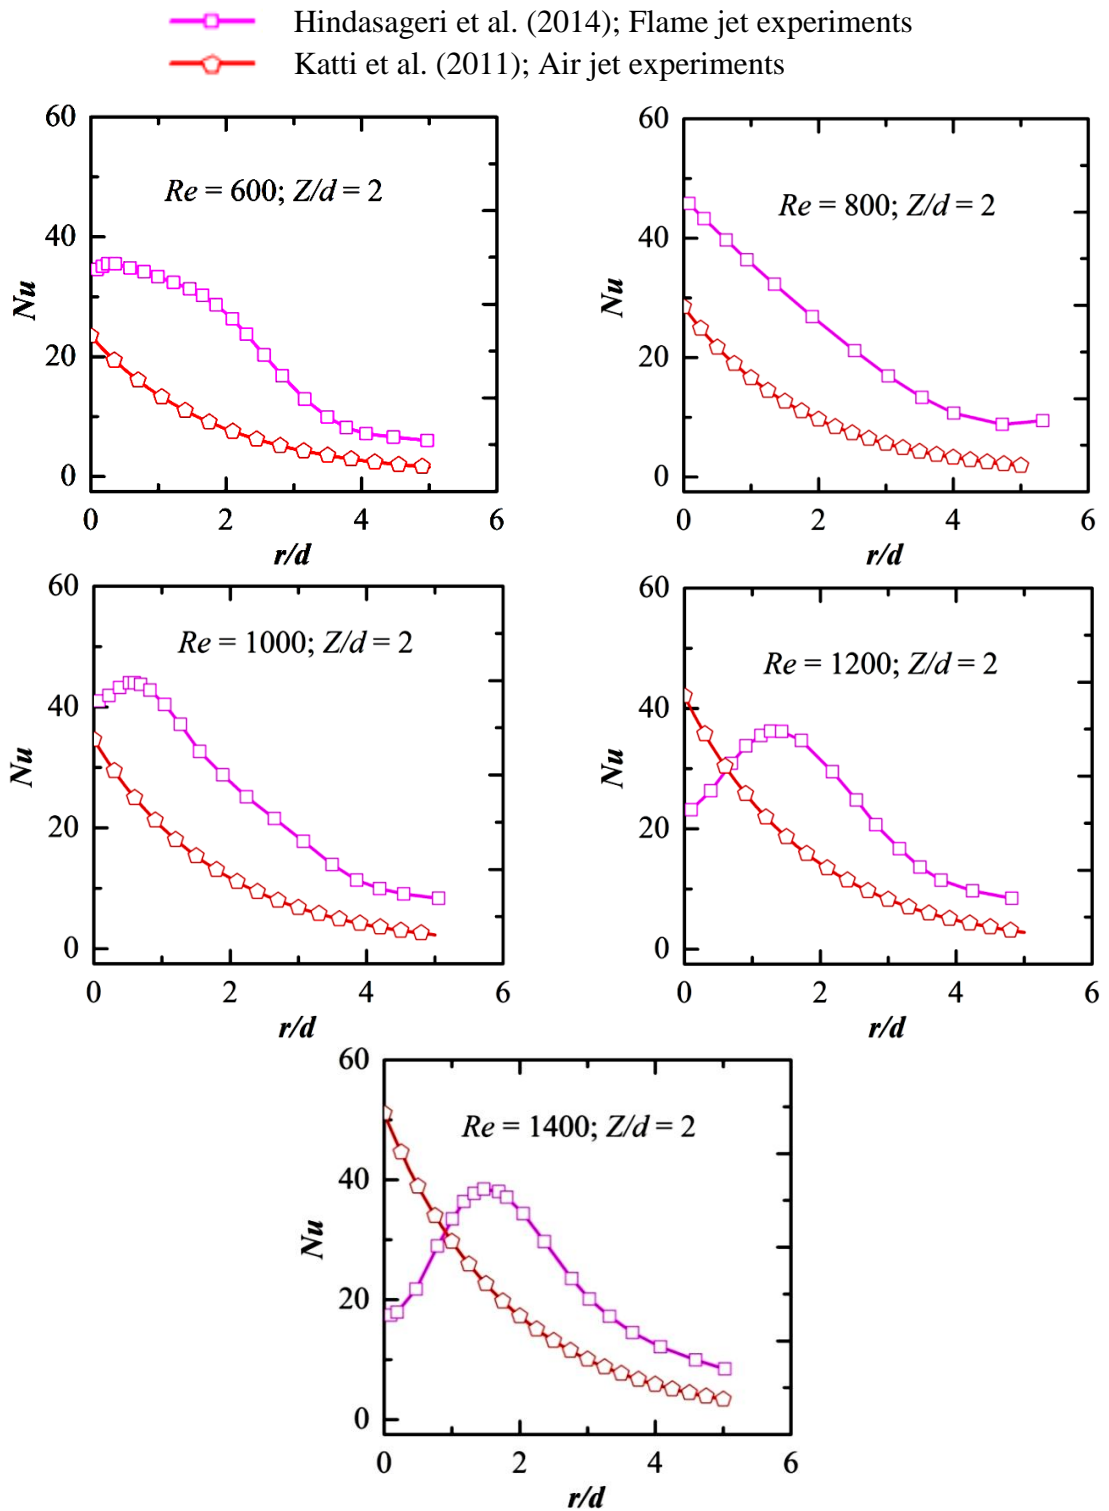 Hindasageri et al. (2014); Flame jet experiments
Katti et al. (2011); Air jet experiments
60
40
20
0
Nu
Re = 600; Z/d = 2
0 2 4 6
r/d
60
40
20
0
Nu
Re = 800; Z/d = 2
0 2 4 6
r/d
60
40
20
0
Nu
Re = 1000; Z/d = 2
0 2 4 6
r/d
60
40
20
0
Nu
Re = 1200; Z/d = 2
0 2 4 6
r/d
60
40
20
0
Nu
Re = 1400; Z/d = 2
0 2 4 6
r/d